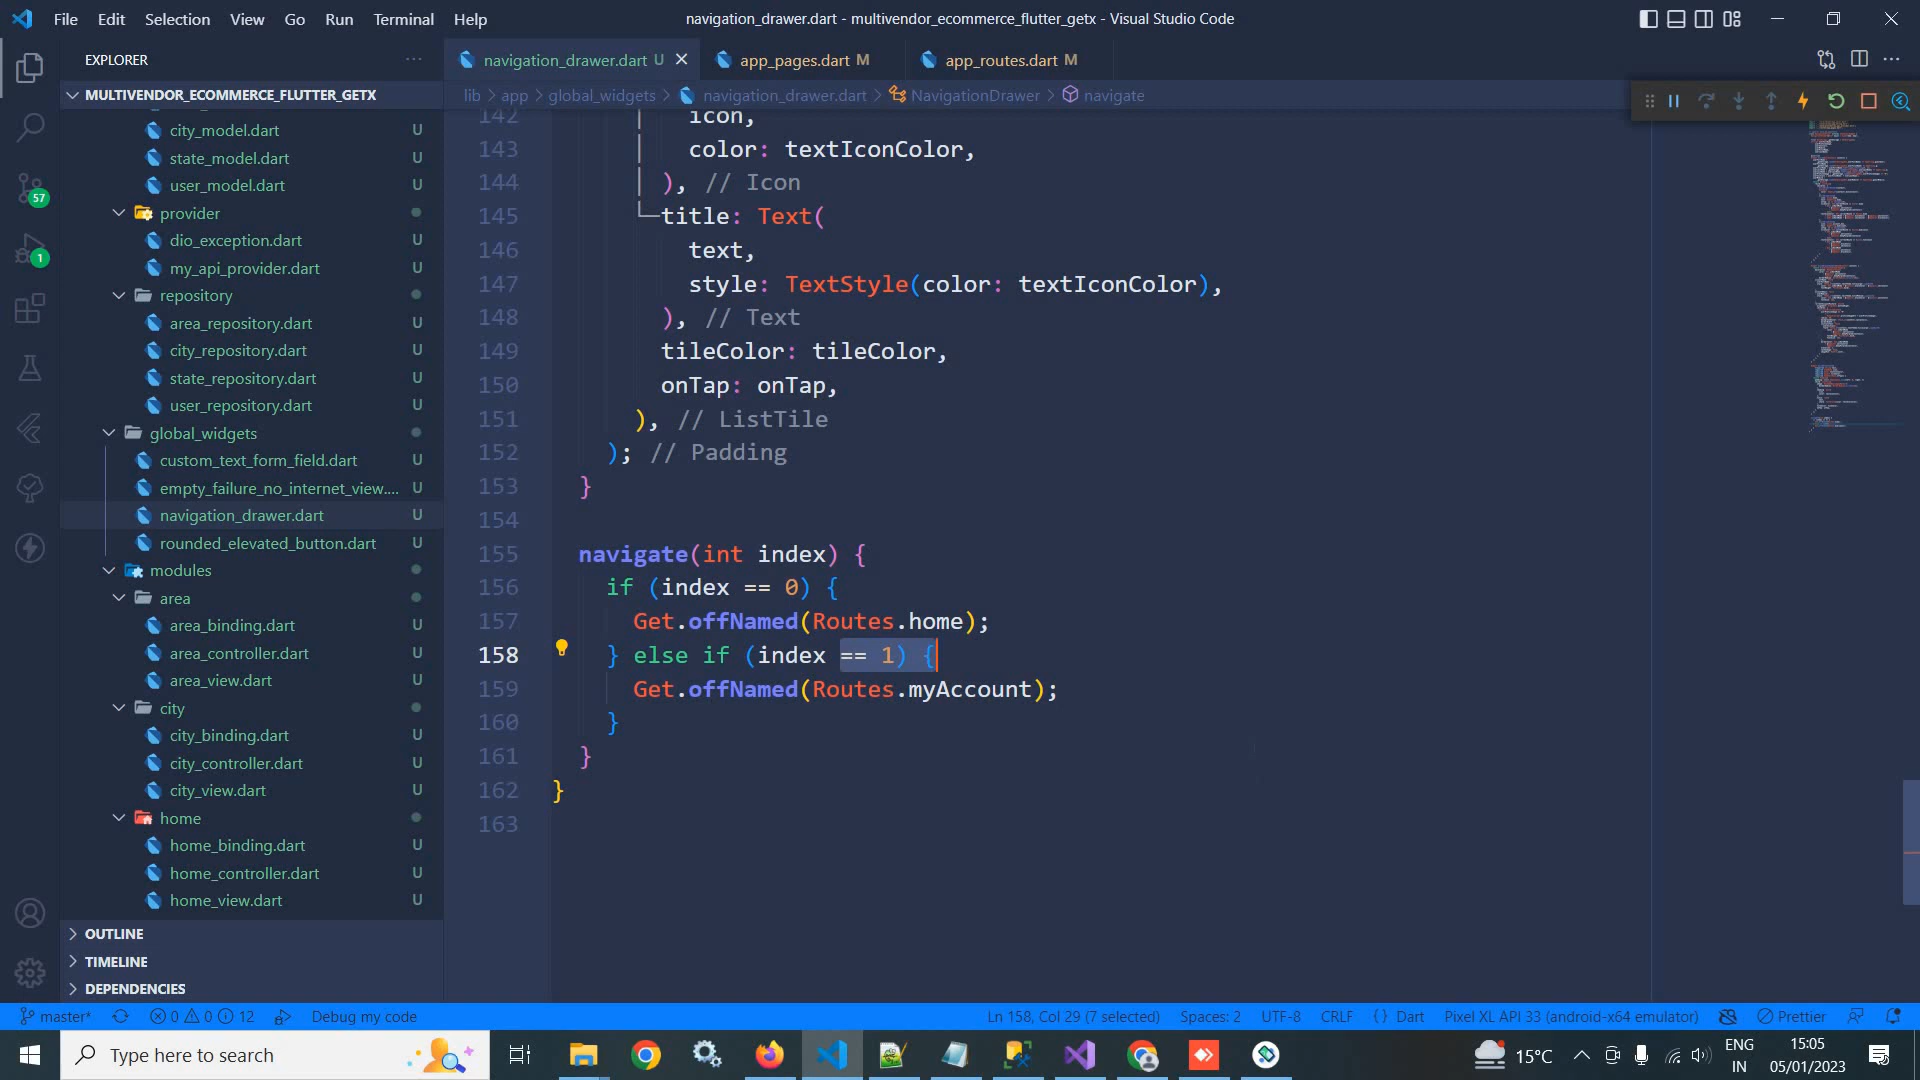 File Edit Selection View Go Run Terminal Help
navigation_drawer.dart - multivendor_ecommerce_flutter_getx - Visual Studio Code
EXPLORER
navigation_drawer.dart U
app_pages.dart M
app_routes.dart M
MULTIVENDOR_ECOMMERCE_FLUTTER_GETX
lib > app > global_widgets > navigation_drawer.dart > NavigationDrawer > navigate
city_model.dart U
state_model.dart U
user_model.dart U
provider
dio_exception.dart U
my_api_provider.dart U
repository
area_repository.dart U
city_repository.dart U
state_repository.dart U
user_repository.dart U
global_widgets
custom_text_form_field.dart U
empty_failure_no_internet_view.... U
navigation_drawer.dart U
rounded_elevated_button.dart U
modules
area
area_binding.dart U
area_controller.dart U
area_view.dart U
city
city_binding.dart U
city_controller.dart U
city_view.dart U
home
home_binding.dart U
home_controller.dart U
home_view.dart U
OUTLINE
TIMELINE
DEPENDENCIES
57
1
142 icon,
143 color: textIconColor,
144 ), // Icon
145 title: Text(
146 text,
147 style: TextStyle(color: textIconColor),
148 ), // Text
149 tileColor: tileColor,
150 onTap: onTap,
151 ), // ListTile
152 ); // Padding
153 }
154
155 navigate(int index) {
156 if (index == 0) {
157 Get.offNamed(Routes.home);
158 } else if (index == 1) {
159 Get.offNamed(Routes.myAccount);
160 }
161 }
162 }
163
master* 0 0 12 Debug my code
Ln 158, Col 29 (7 selected) Spaces: 2 UTF-8 CRLF {} Dart Pixel XL API 33 (android-x64 emulator) Prettier
Type here to search
15°C
ENG
IN
15:05
05/01/2023